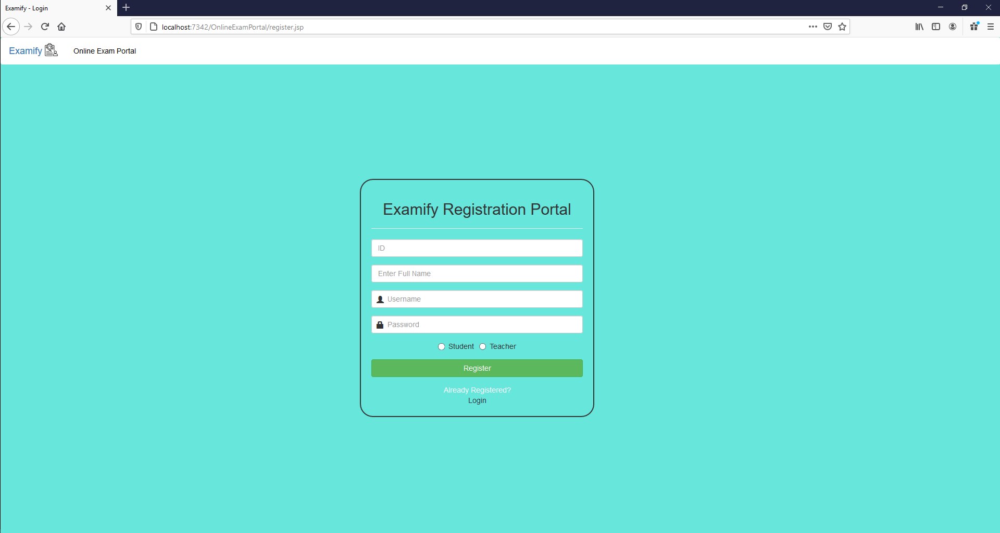 Examify - Login
localhost:7342/OnlineExamPortal/register.jsp
Examify
Online Exam Portal
Examify Registration Portal
ID
Enter Full Name
Username
Password
Student Teacher
Register
Already Registered?
Login